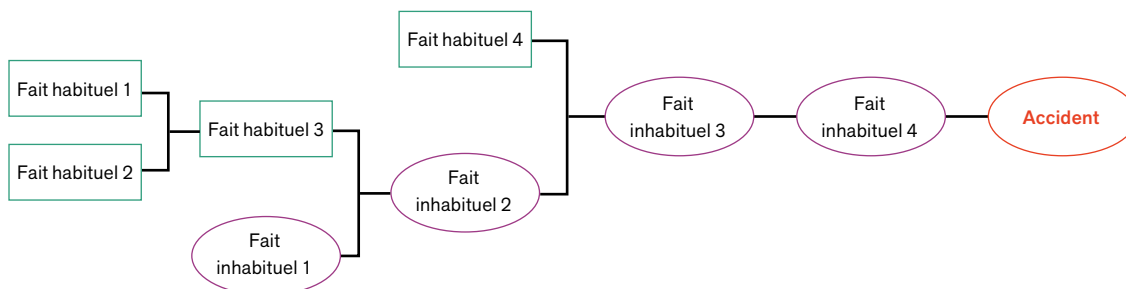 Fait habituel 4
Fait habituel 1
Fait habituel 2
Fait habituel 3
Fait
inhabituel 1
Fait
inhabituel 2
Fait
inhabituel 3
Fait
inhabituel 4
Accident